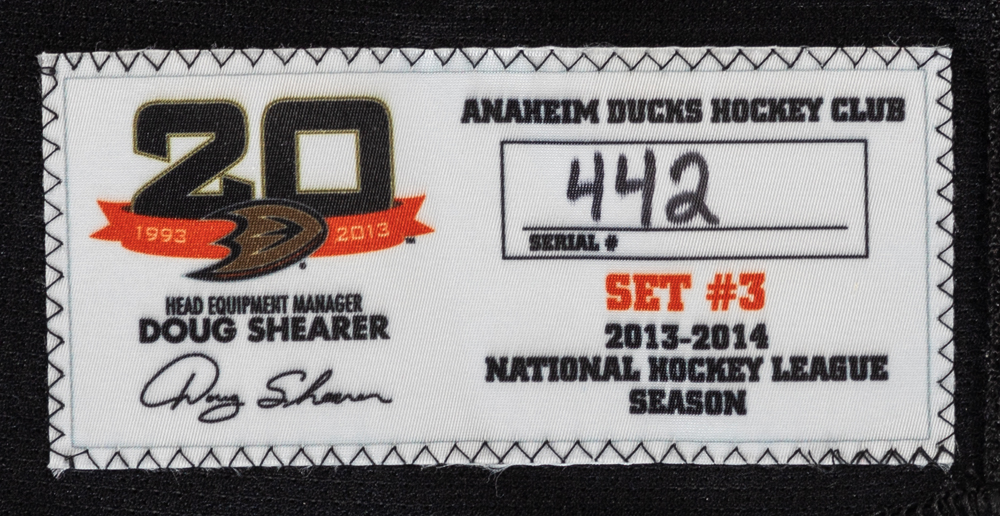 20
1993 2013™
HEAD EQUIPMENT MANAGER
DOUG SHEARER
Doug Shearer
ANAHEIM DUCKS HOCKEY CLUB
442
SERIAL #
SET #3
2013-2014
NATIONAL HOCKEY LEAGUE
SEASON